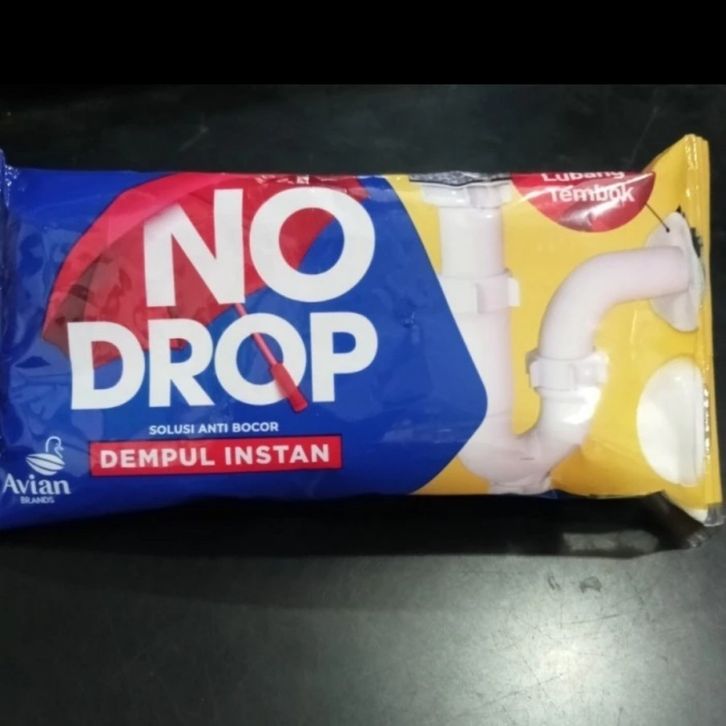 NO
DROP
SOLUSI ANTI BOCOR
DEMPUL INSTAN
Avian
BRANDS
Lubang
Tembok